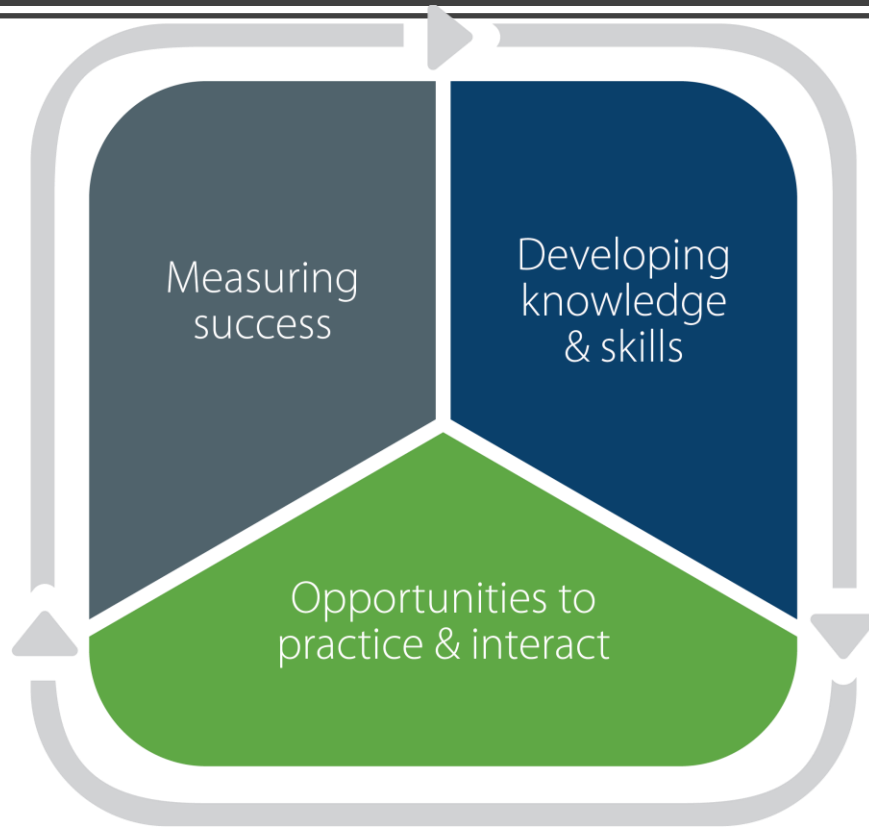 Measuring
success
Developing
knowledge
& skills
Opportunities to
practice & interact